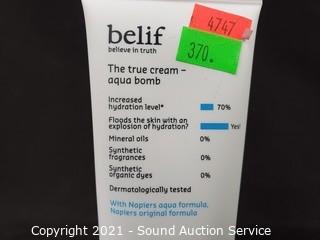 belif
believe in truth
4747
370.
The true cream –
aqua bomb
Increased
hydration level*
70%
Floods the skin with an
explosion of hydration?
Yes!
Mineral oils
0%
Synthetic
fragrances
0%
Synthetic
organic dyes
0%
Dermatologically tested
With Napiers aqua formula,
Napiers original formula
Copyright 2021 - Sound Auction Service